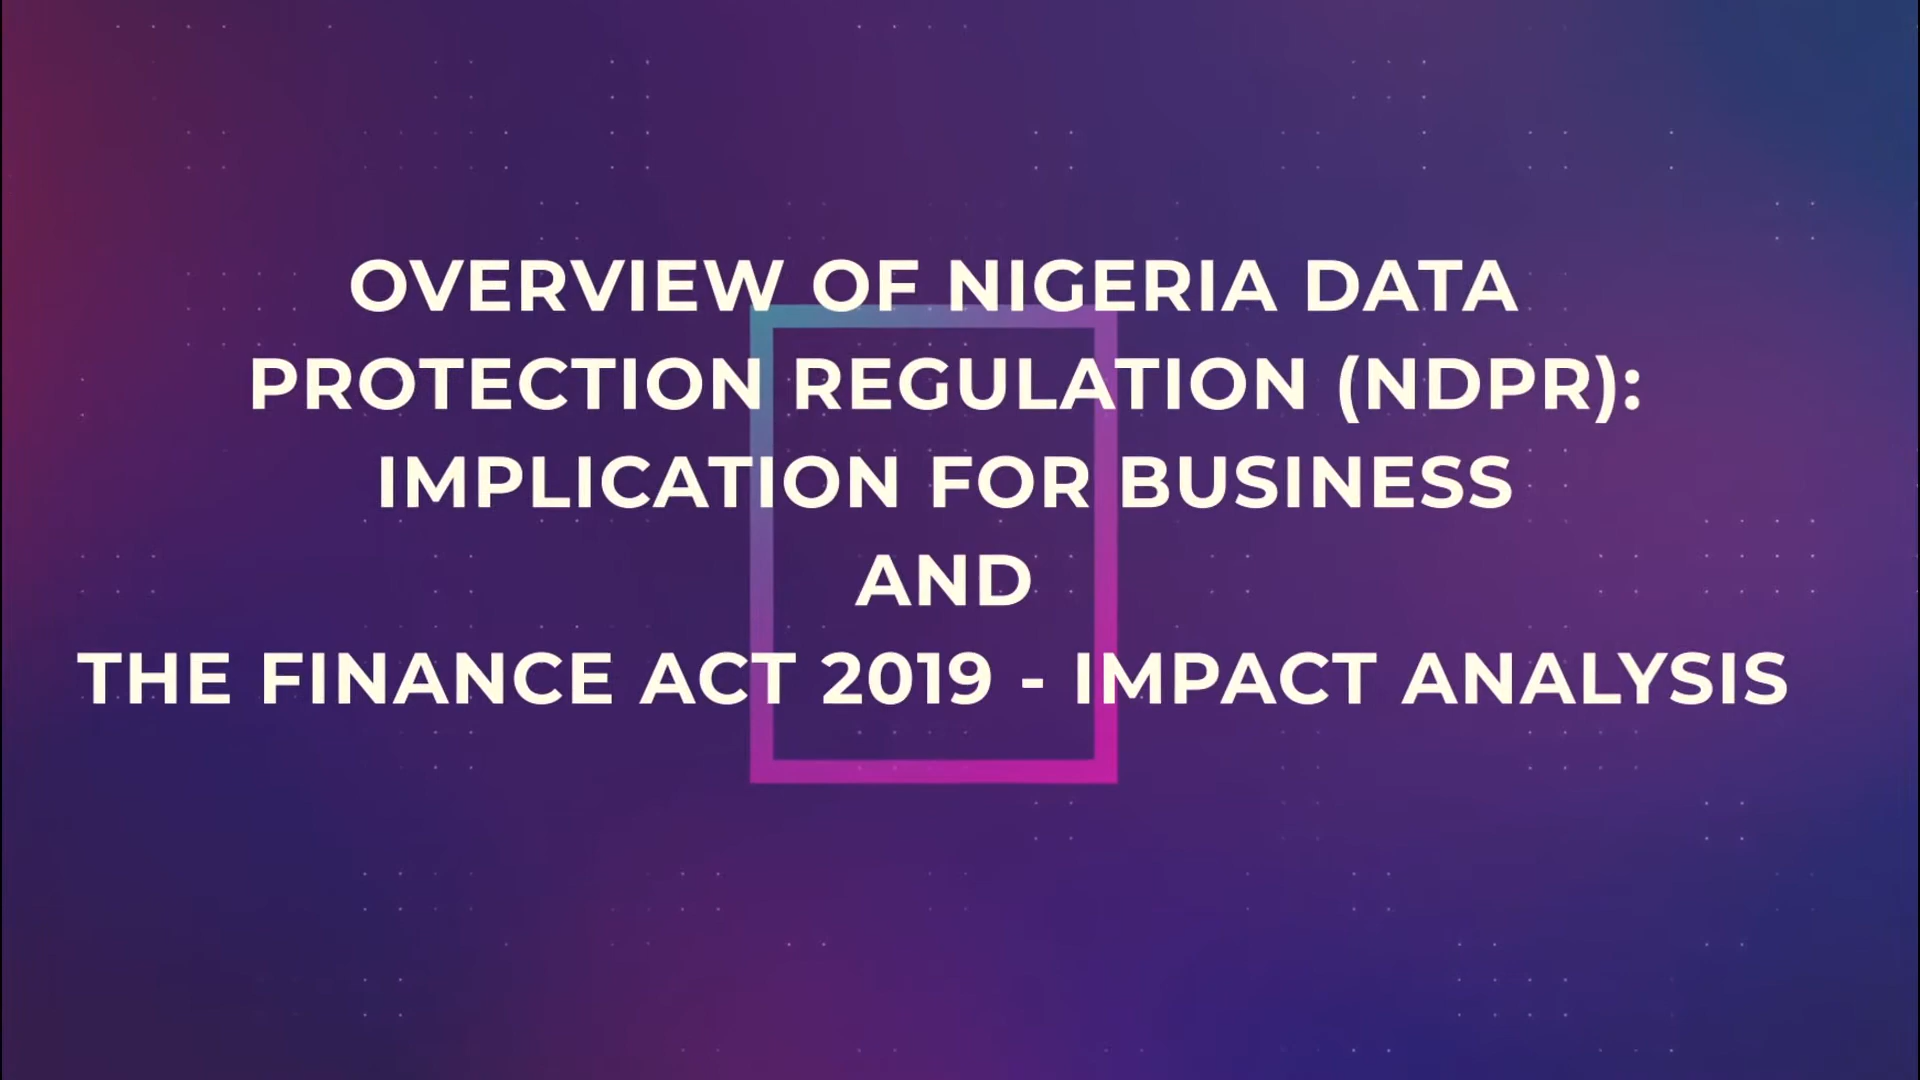 OVERVIEW OF NIGERIA DATA
PROTECTION REGULATION (NDPR):
IMPLICATION FOR BUSINESS
AND
THE FINANCE ACT 2019 - IMPACT ANALYSIS